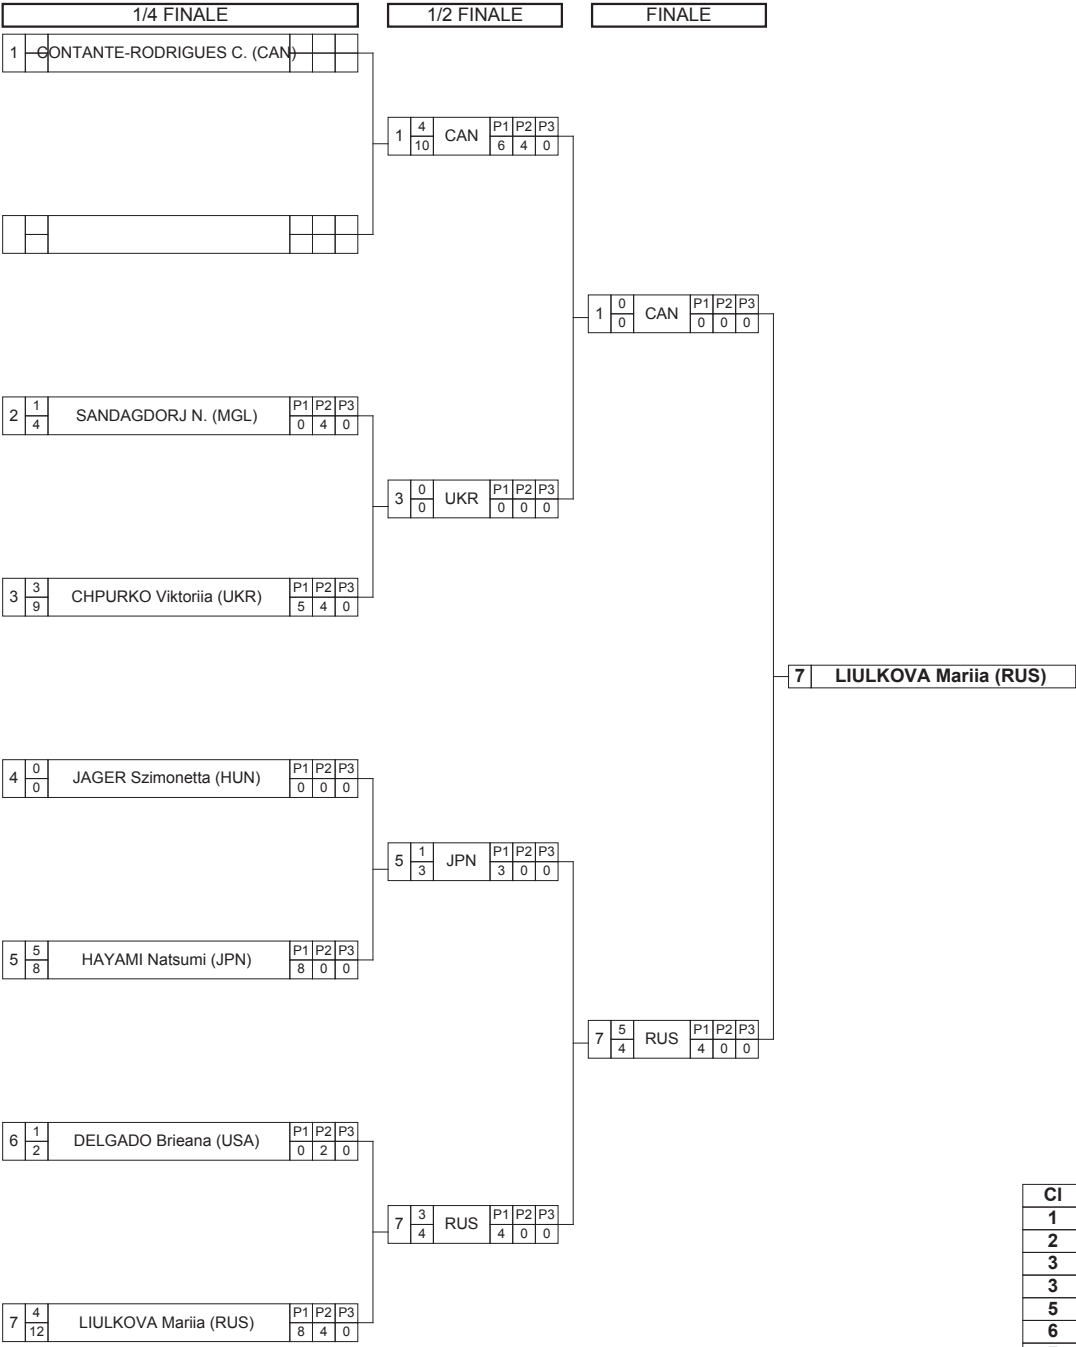 1/4 FINALE 1/2 FINALE FINALE
1 CONTANTE-RODRIGUES C. (CAN)
1 4 CAN P1 P2 P3
10 6 4 0
1 0 CAN P1 P2 P3
0 0 0 0
2 1 SANDAGDORJ N. (MGL) P1 P2 P3
4 0 4 0
3 0 UKR P1 P2 P3
0 0 0 0
3 3 CHPURKO Viktoriia (UKR) P1 P2 P3
9 5 4 0
7 LIULKOVA Mariia (RUS)
4 0 JAGER Szimonetta (HUN) P1 P2 P3
0 0 0 0
5 1 JPN P1 P2 P3
3 3 0 0
5 5 HAYAMI Natsumi (JPN) P1 P2 P3
8 8 0 0
7 5 RUS P1 P2 P3
4 4 0 0
6 1 DELGADO Brieana (USA) P1 P2 P3
2 0 2 0
7 3 RUS P1 P2 P3
4 4 0 0
7 4 LIULKOVA Mariia (RUS) P1 P2 P3
12 8 4 0
Cl
1
2
3
3
5
6